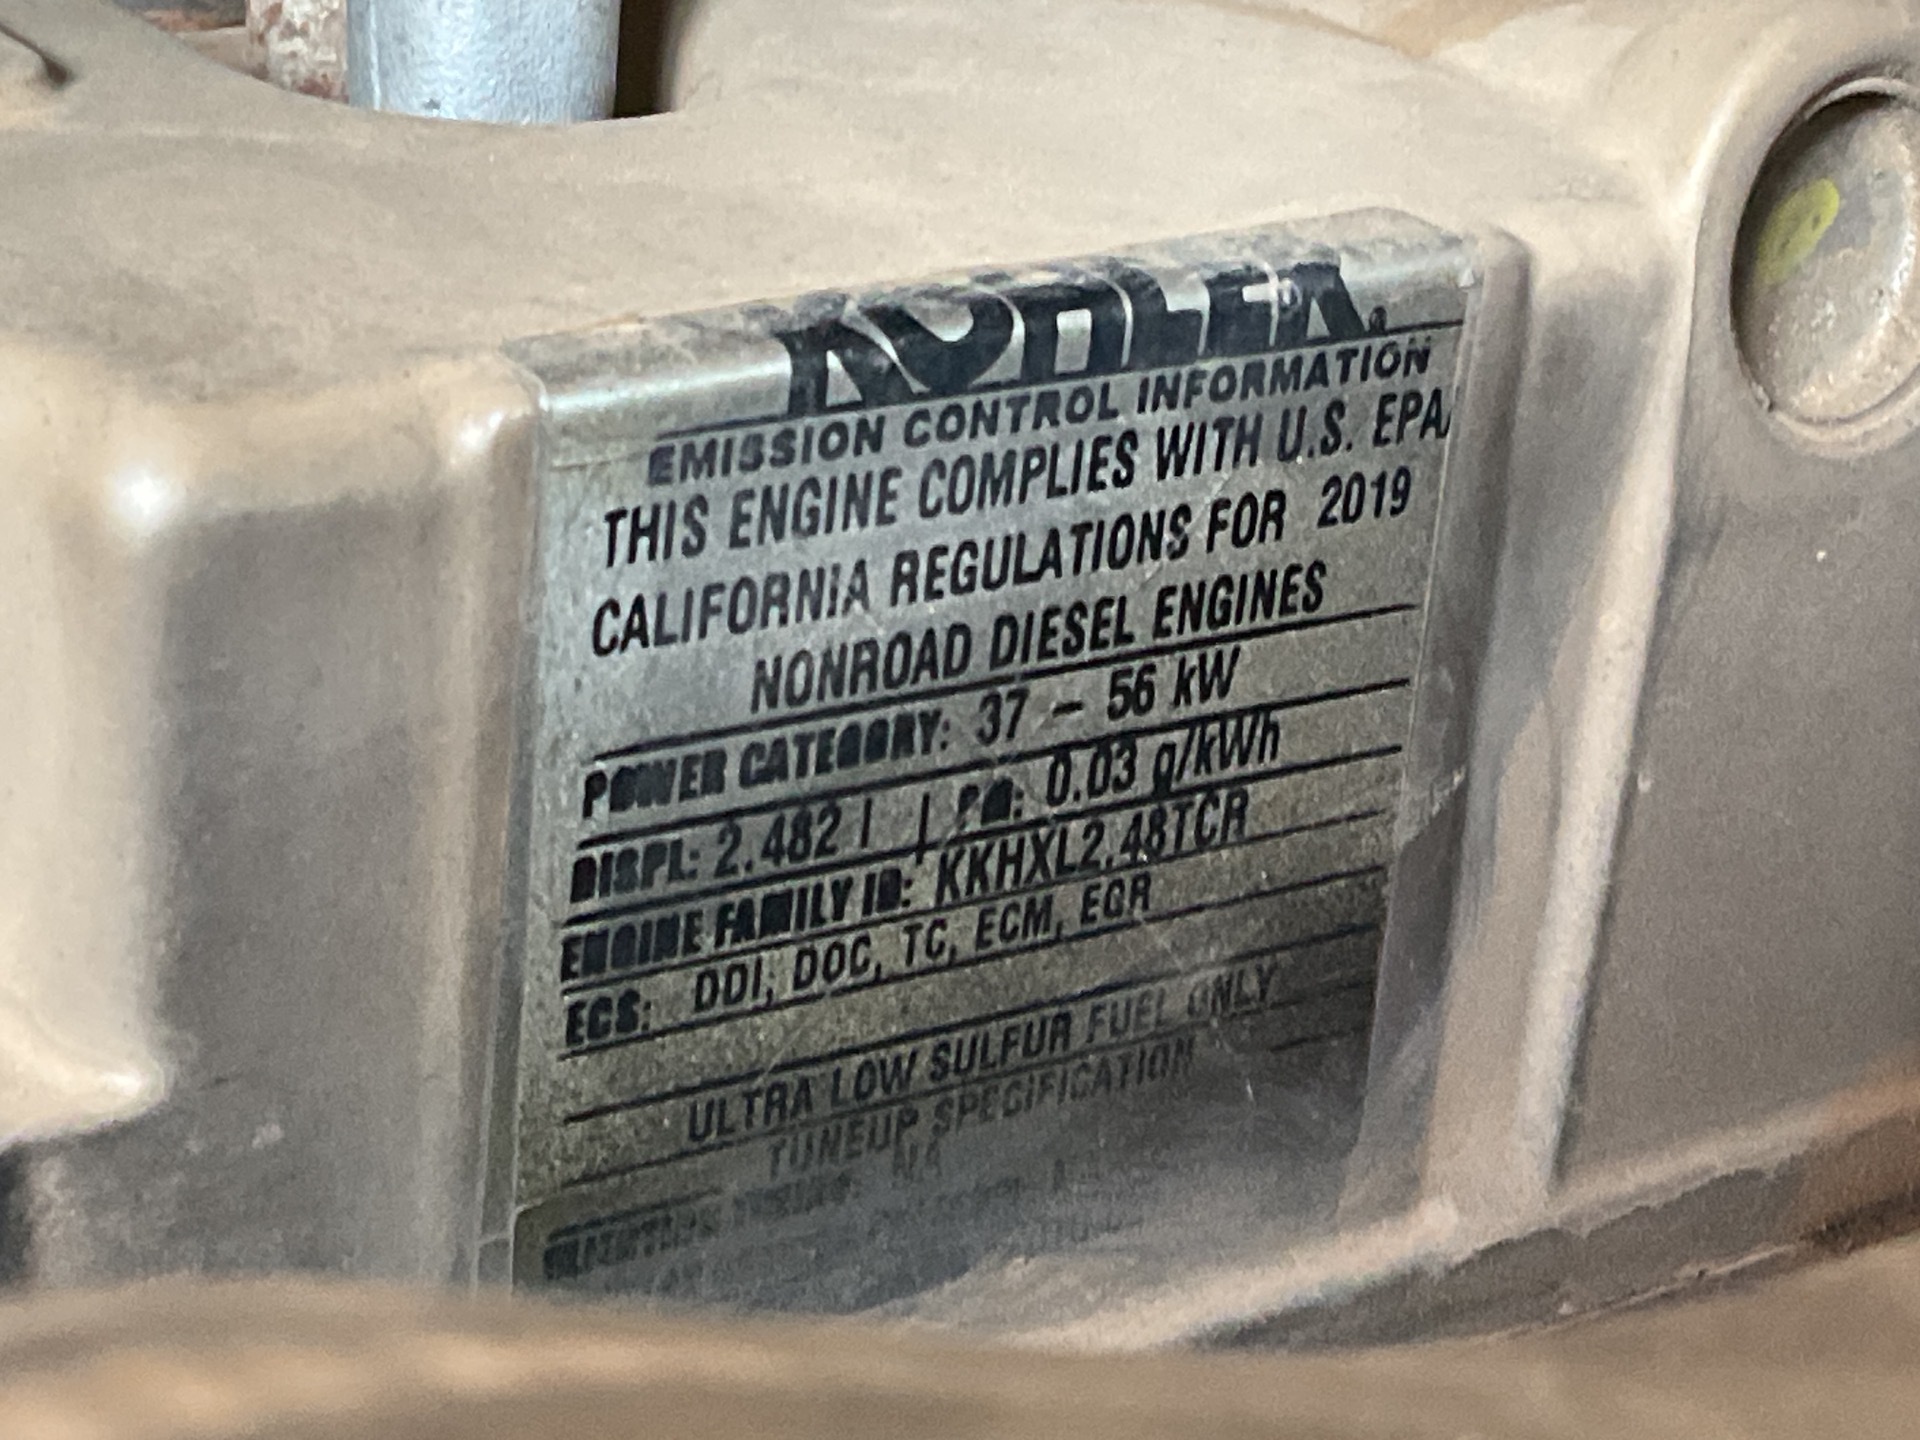 KOHLER®
EMISSION CONTROL INFORMATION
THIS ENGINE COMPLIES WITH U.S. EPA/
CALIFORNIA REGULATIONS FOR 2019
NONROAD DIESEL ENGINES
POWER CATEGORY: 37 – 56 kW
DISPL: 2.482 l | PM: 0.03 g/kWh
ENGINE FAMILY ID: KKHXL2.48TCR
ECS: DDI, DOC, TC, ECM, EGR
ULTRA LOW SULFUR FUEL ONLY
TUNEUP SPECIFICATION